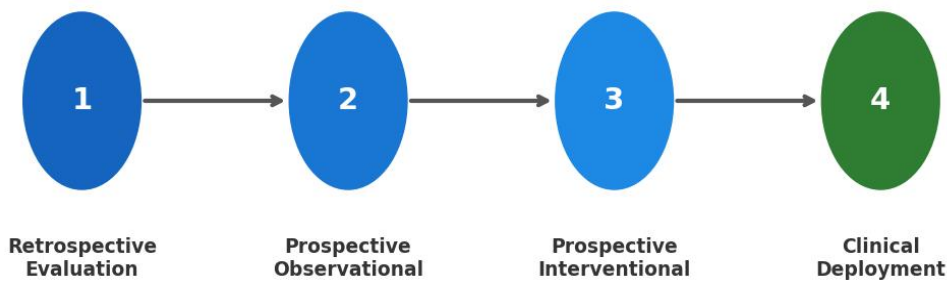 1
2
3
4
Retrospective
Evaluation
Prospective
Observational
Prospective
Interventional
Clinical
Deployment